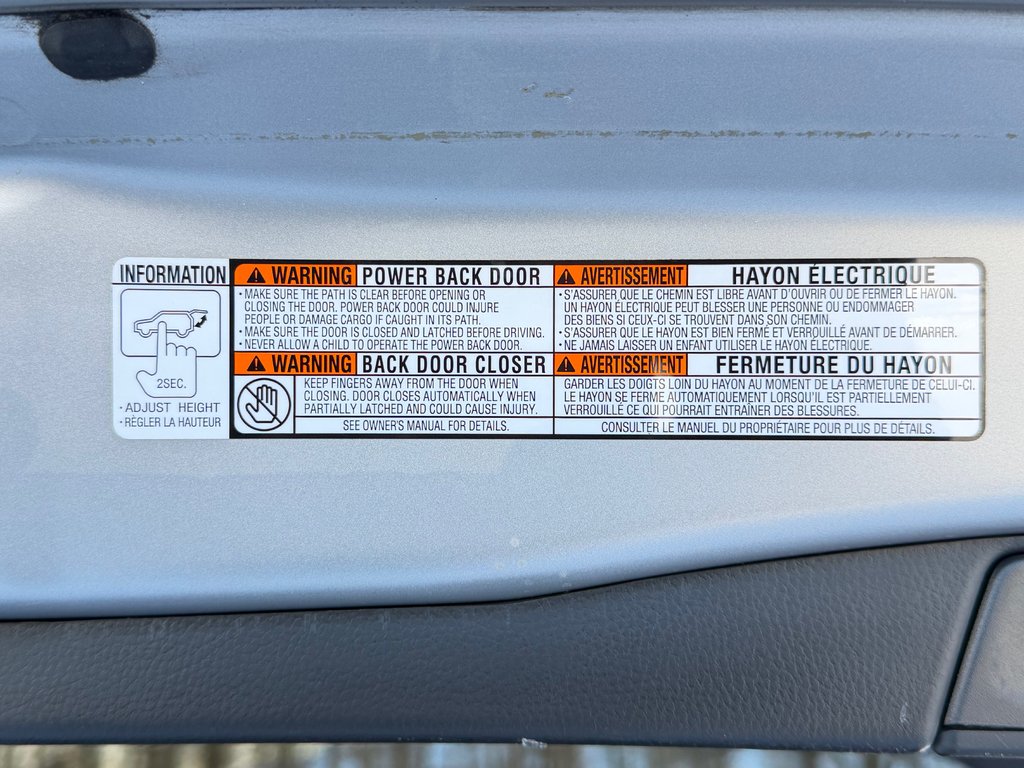 INFORMATION
2SEC.
· ADJUST HEIGHT
· RÈGLER LA HAUTEUR
WARNING POWER BACK DOOR
· MAKE SURE THE PATH IS CLEAR BEFORE OPENING OR
CLOSING THE DOOR. POWER BACK DOOR COULD INJURE
PEOPLE OR DAMAGE CARGO IF CAUGHT IN ITS PATH.
· MAKE SURE THE DOOR IS CLOSED AND LATCHED BEFORE DRIVING.
· NEVER ALLOW A CHILD TO OPERATE THE POWER BACK DOOR.
WARNING BACK DOOR CLOSER
KEEP FINGERS AWAY FROM THE DOOR WHEN
CLOSING. DOOR CLOSES AUTOMATICALLY WHEN
PARTIALLY LATCHED AND COULD CAUSE INJURY.
SEE OWNER'S MANUAL FOR DETAILS.
AVERTISSEMENT HAYON ÉLECTRIQUE
· S'ASSURER QUE LE CHEMIN EST LIBRE AVANT D'OUVRIR OU DE FERMER LE HAYON.
UN HAYON ÉLECTRIQUE PEUT BLESSER UNE PERSONNE OU ENDOMMAGER
DES BIENS SI CEUX-CI SE TROUVENT DANS SON CHEMIN.
· S'ASSURER QUE LE HAYON EST BIEN FERMÉ ET VERROUILLÉ AVANT DE DÉMARRER.
· NE JAMAIS LAISSER UN ENFANT UTILISER LE HAYON ÉLECTRIQUE.
AVERTISSEMENT FERMETURE DU HAYON
GARDER LES DOIGTS LOIN DU HAYON AU MOMENT DE LA FERMETURE DE CELUI-CI.
LE HAYON SE FERME AUTOMATIQUEMENT LORSQU'IL EST PARTIELLEMENT
VERROUILLÉ CE QUI POURRAIT ENTRAÎNER DES BLESSURES.
CONSULTER LE MANUEL DU PROPRIÉTAIRE POUR PLUS DE DÉTAILS.